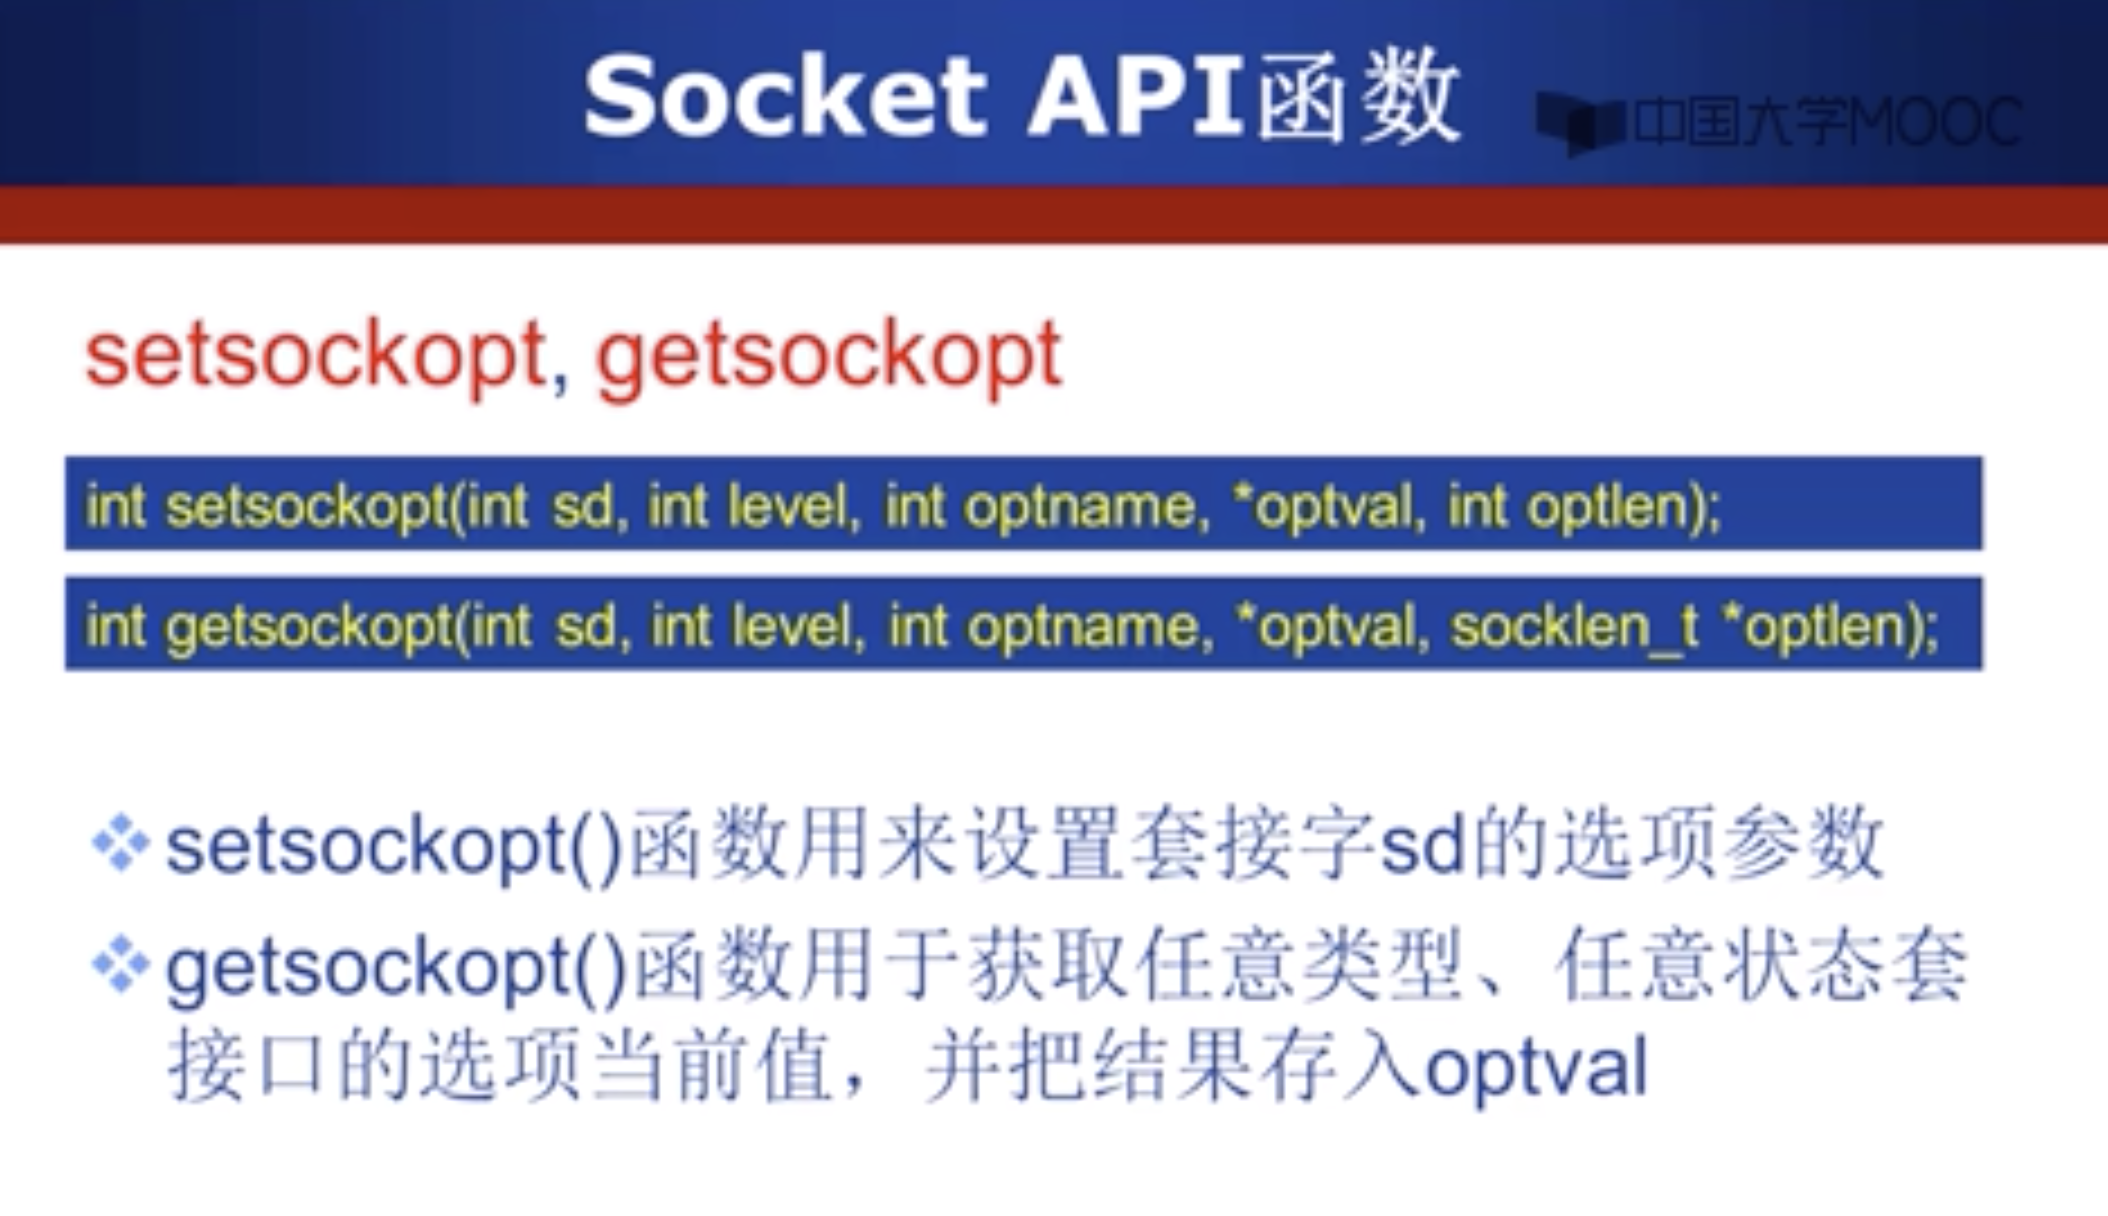 Socket API函数
中国大学MOOC
setsockopt, getsockopt
int setsockopt(int sd, int level, int optname, *optval, int optlen);
int getsockopt(int sd, int level, int optname, *optval, socklen_t *optlen);
setsockopt()函数用来设置套接字sd的选项参数
getsockopt()函数用于获取任意类型、任意状态套
接口的选项当前值，并把结果存入optval